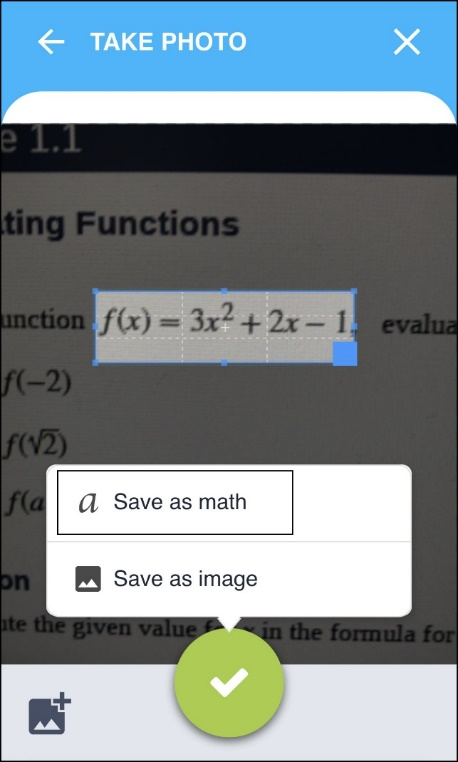 TAKE PHOTO
e 1.1
ting Functions
unction f(x) = 3x² + 2x – 1, evalua
f(−2)
f(√2)
f(a
a Save as math
on
Save as image
te the given value in the formula for